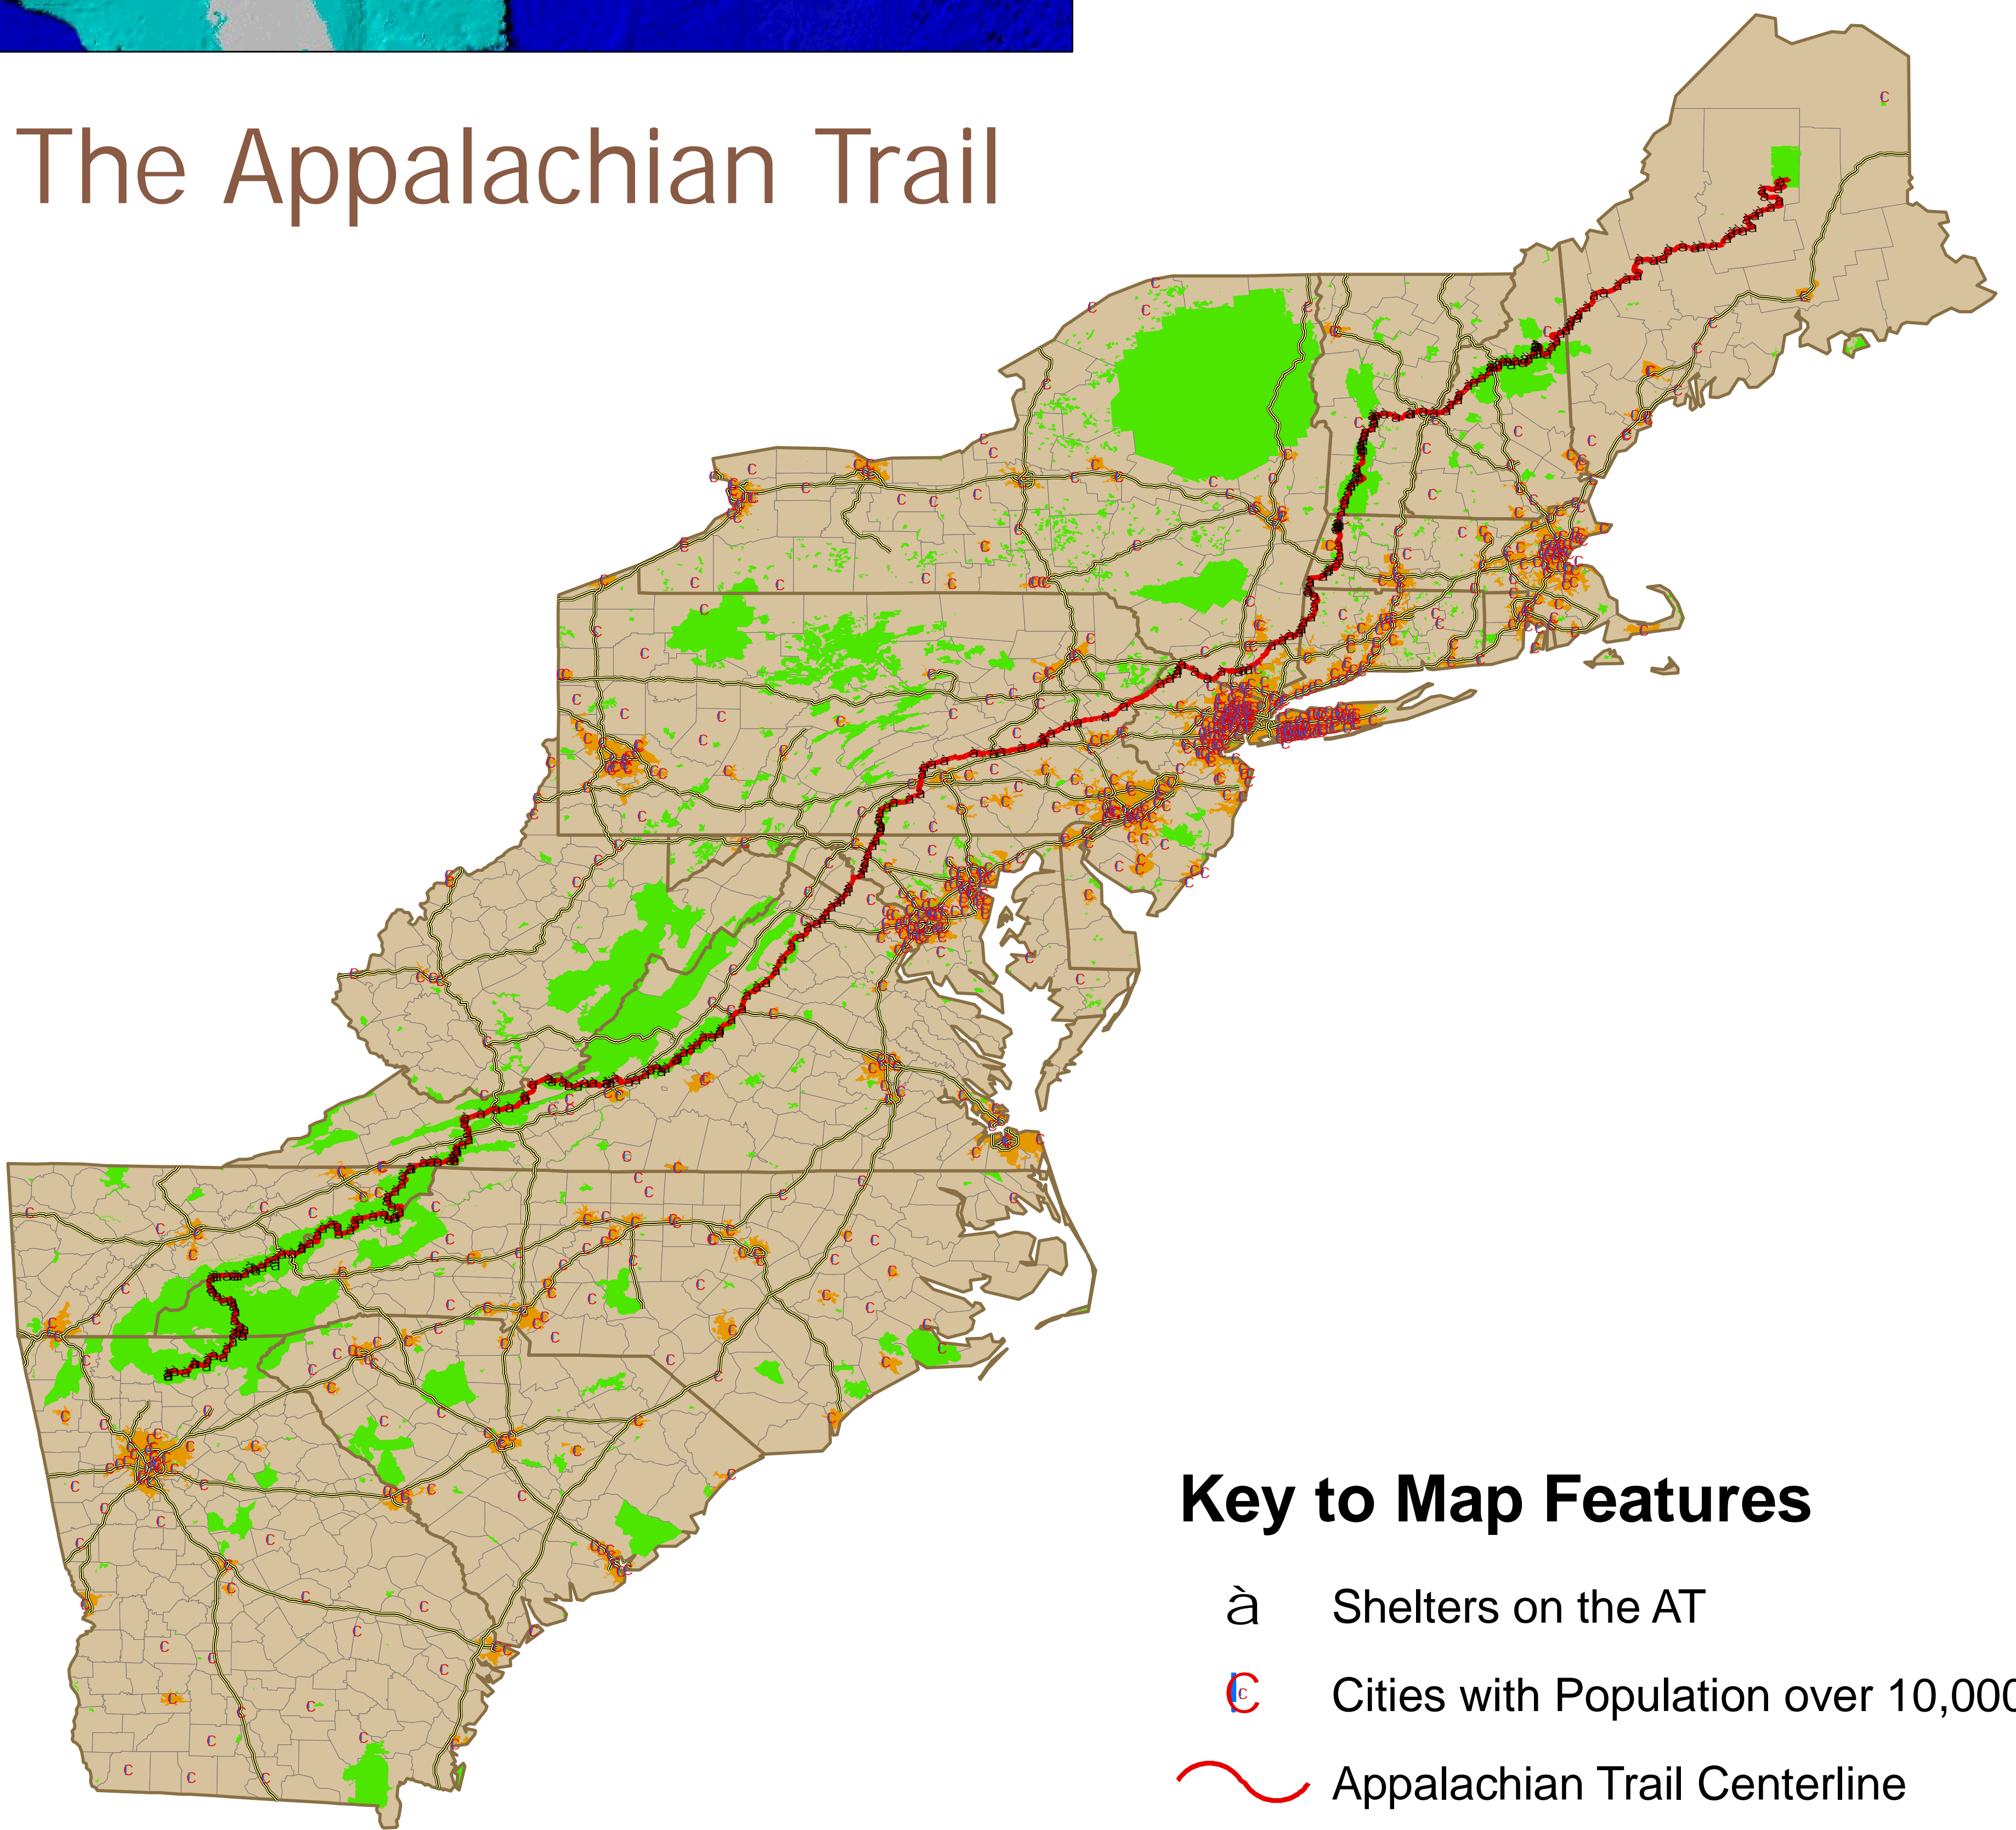 The Appalachian Trail
Key to Map Features
à Shelters on the AT
C Cities with Population over 10,000
Appalachian Trail Centerline